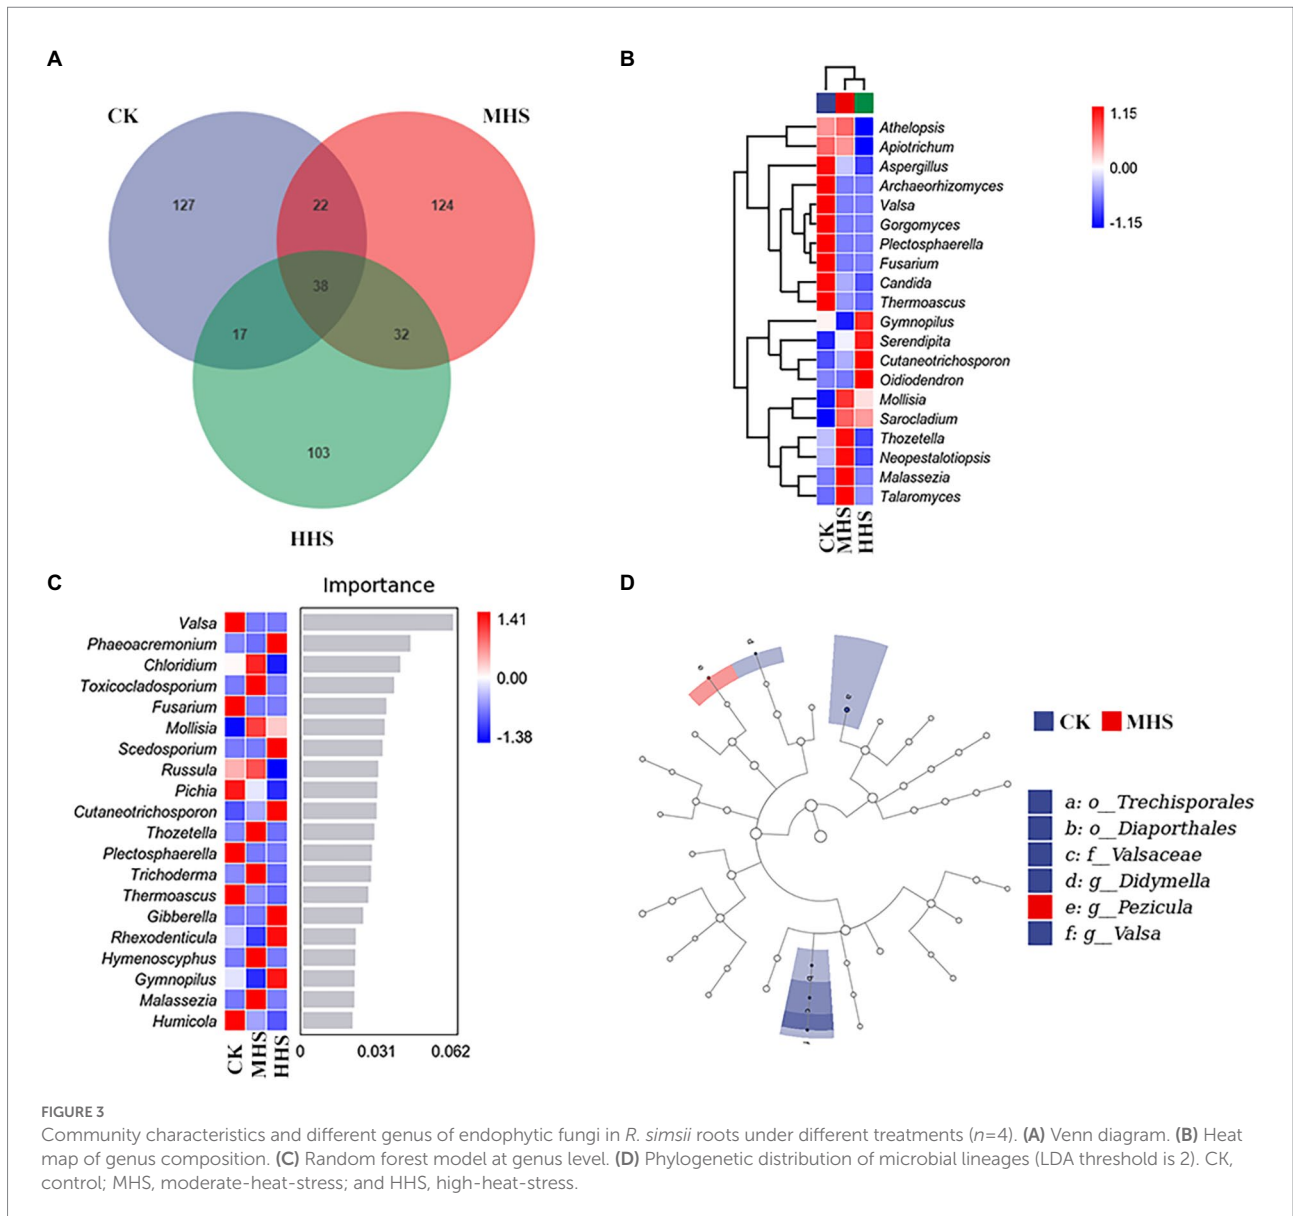 A
CK
MHS
127
22
124
38
17
32
103
HHS
B
Athelopsis
Apiotrichum
Aspergillus
Archaeorhizomyces
Valsa
Gorgomyces
Plectosphaerella
Fusarium
Candida
Thermoascus
Gymnopilus
Serendipita
Cutaneotrichosporon
Oidiodendron
Mollisia
Sarocladium
Thozetella
Neopestalotiopsis
Malassezia
Talaromyces
CK
MHS
HHS
1.15
0.00
-1.15
C
Importance
Valsa
Phaeoacremonium
Chloridium
Toxicocladosporium
Fusarium
Mollisia
Scedosporium
Russula
Pichia
Cutaneotrichosporon
Thozetella
Plectosphaerella
Trichoderma
Thermoascus
Gibberella
Rhexodenticula
Hymenoscyphus
Gymnopilus
Malassezia
Humicola
CK
MHS
HHS
0
0.031
0.062
1.41
0.00
-1.38
D
CK MHS
a: o__Trechisporales
b: o__Diaporthales
c: f__Valsaceae
d: g__Didymella
e: g__Pezicula
f: g__Valsa
FIGURE 3
Community characteristics and different genus of endophytic fungi in R. simsii roots under different treatments (n=4). (A) Venn diagram. (B) Heat
map of genus composition. (C) Random forest model at genus level. (D) Phylogenetic distribution of microbial lineages (LDA threshold is 2). CK,
control; MHS, moderate-heat-stress; and HHS, high-heat-stress.